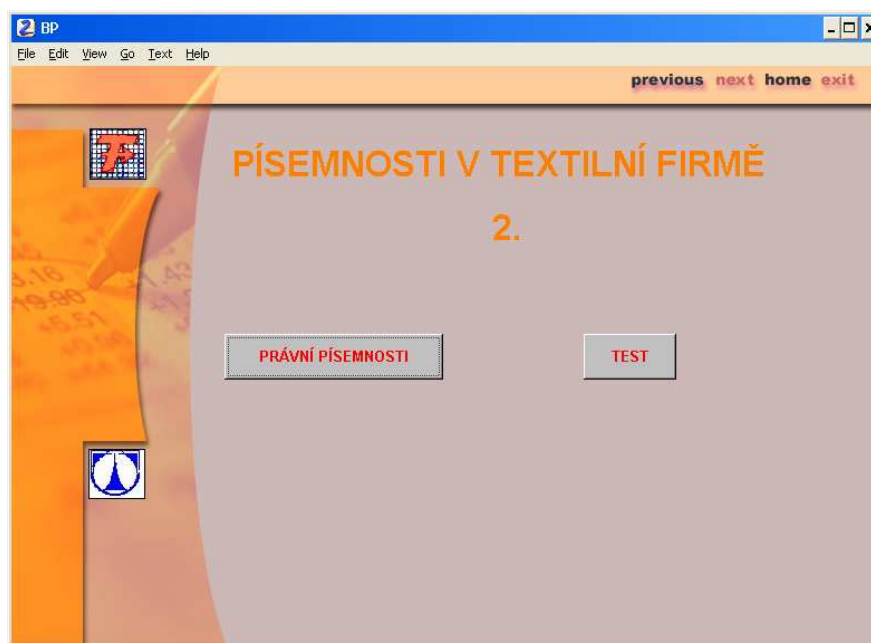 BP
File Edit View Go Text Help
previous next home exit
PÍSEMNOSTI V TEXTILNÍ FIRMĚ
2.
PRÁVNÍ PÍSEMNOSTI TEST